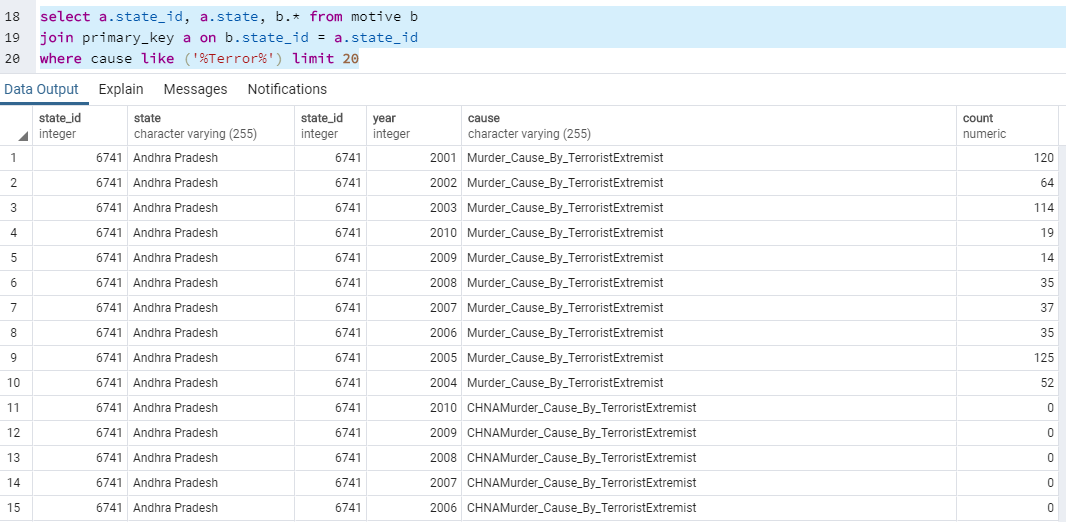 18 select a.state_id, a.state, b.* from motive b
19 join primary_key a on b.state_id = a.state_id
20 where cause like ('%Terror%') limit 20
Data Output Explain Messages Notifications
state_id state state_id year cause count
integer character varying (255) integer integer character varying (255) numeric
1 6741 Andhra Pradesh 6741 2001 Murder_Cause_By_TerroristExtremist 120
2 6741 Andhra Pradesh 6741 2002 Murder_Cause_By_TerroristExtremist 64
3 6741 Andhra Pradesh 6741 2003 Murder_Cause_By_TerroristExtremist 114
4 6741 Andhra Pradesh 6741 2010 Murder_Cause_By_TerroristExtremist 19
5 6741 Andhra Pradesh 6741 2009 Murder_Cause_By_TerroristExtremist 14
6 6741 Andhra Pradesh 6741 2008 Murder_Cause_By_TerroristExtremist 35
7 6741 Andhra Pradesh 6741 2007 Murder_Cause_By_TerroristExtremist 37
8 6741 Andhra Pradesh 6741 2006 Murder_Cause_By_TerroristExtremist 35
9 6741 Andhra Pradesh 6741 2005 Murder_Cause_By_TerroristExtremist 125
10 6741 Andhra Pradesh 6741 2004 Murder_Cause_By_TerroristExtremist 52
11 6741 Andhra Pradesh 6741 2010 CHNAMurder_Cause_By_TerroristExtremist 0
12 6741 Andhra Pradesh 6741 2009 CHNAMurder_Cause_By_TerroristExtremist 0
13 6741 Andhra Pradesh 6741 2008 CHNAMurder_Cause_By_TerroristExtremist 0
14 6741 Andhra Pradesh 6741 2007 CHNAMurder_Cause_By_TerroristExtremist 0
15 6741 Andhra Pradesh 6741 2006 CHNAMurder_Cause_By_TerroristExtremist 0